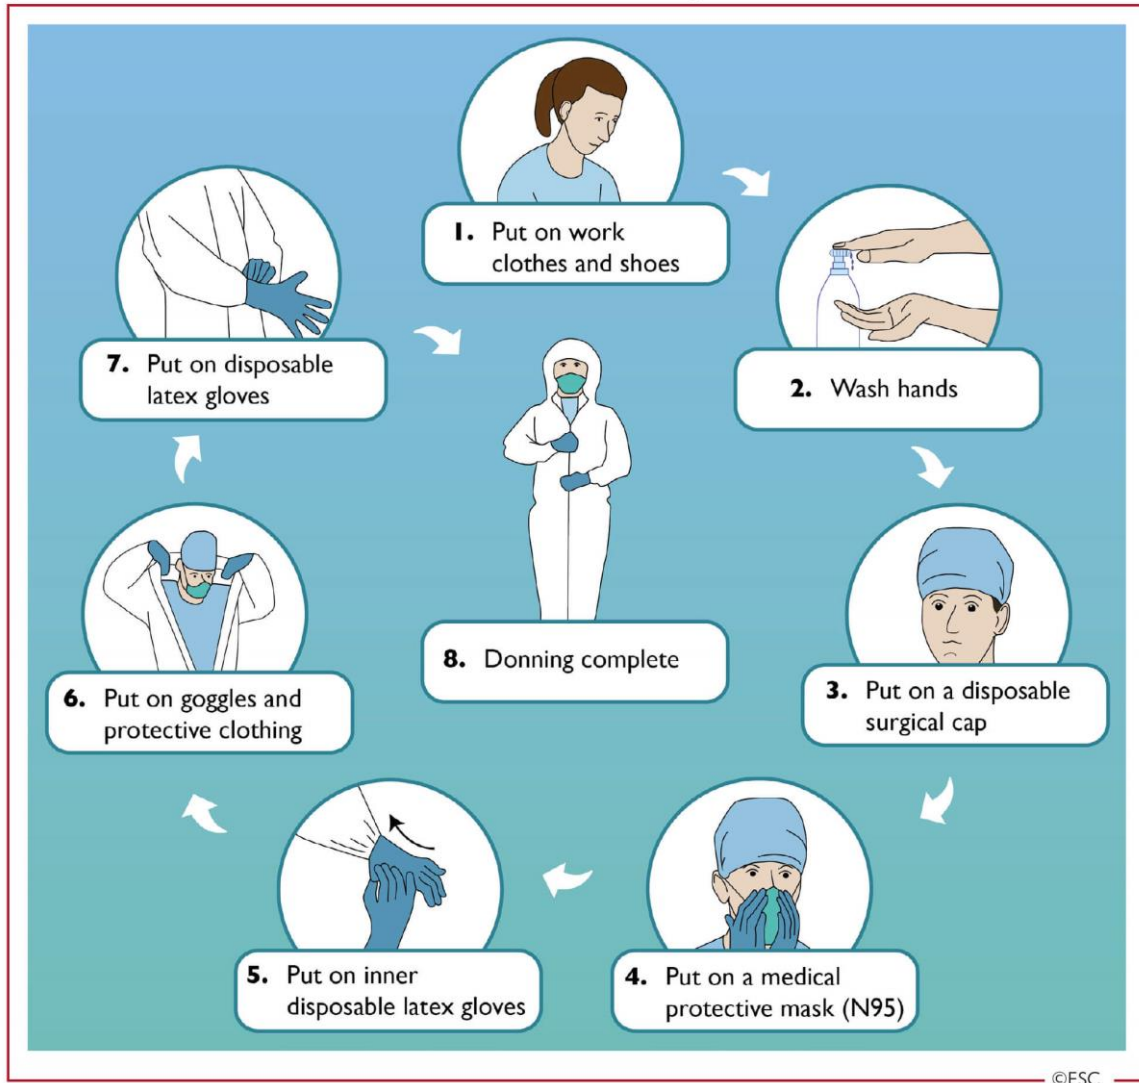 1. Put on work
clothes and shoes
2. Wash hands
3. Put on a disposable
surgical cap
4. Put on a medical
protective mask (N95)
5. Put on inner
disposable latex gloves
6. Put on goggles and
protective clothing
7. Put on disposable
latex gloves
8. Donning complete
©ESC